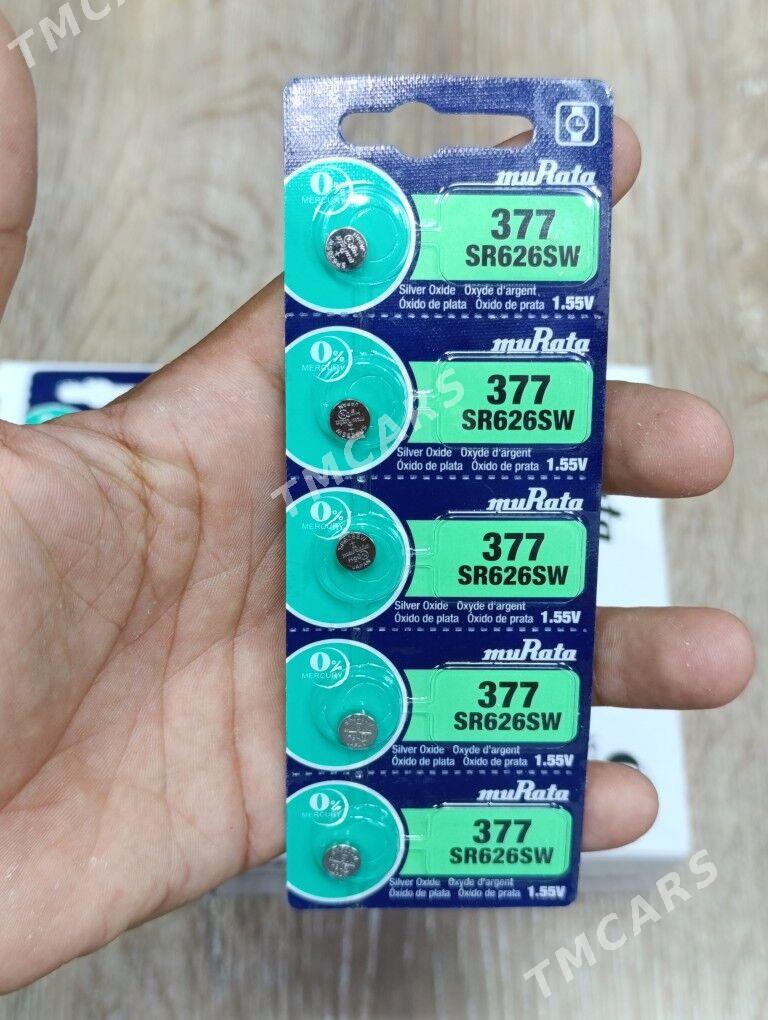 TMCARS
muRata
0%
MERCURY
377
SR626SW
Silver Oxide Oxyde d'argent
Óxido de plata Óxido de prata 1.55V
muRata
0%
MERCURY
377
SR626SW
Silver Oxide Oxyde d'argent
Óxido de plata Óxido de prata 1.55V
TMCARS
muRata
0%
MERCURY
377
SR626SW
Silver Oxide Oxyde d'argent
Óxido de plata Óxido de prata 1.55V
muRata
0%
MERCURY
377
SR626SW
Silver Oxide Oxyde d'argent
Óxido de plata Óxido de prata 1.55V
muRata
0%
MERCURY
377
SR626SW
Silver Oxide Oxyde d'argent
Óxido de plata Óxido de prata 1.55V
TMCARS